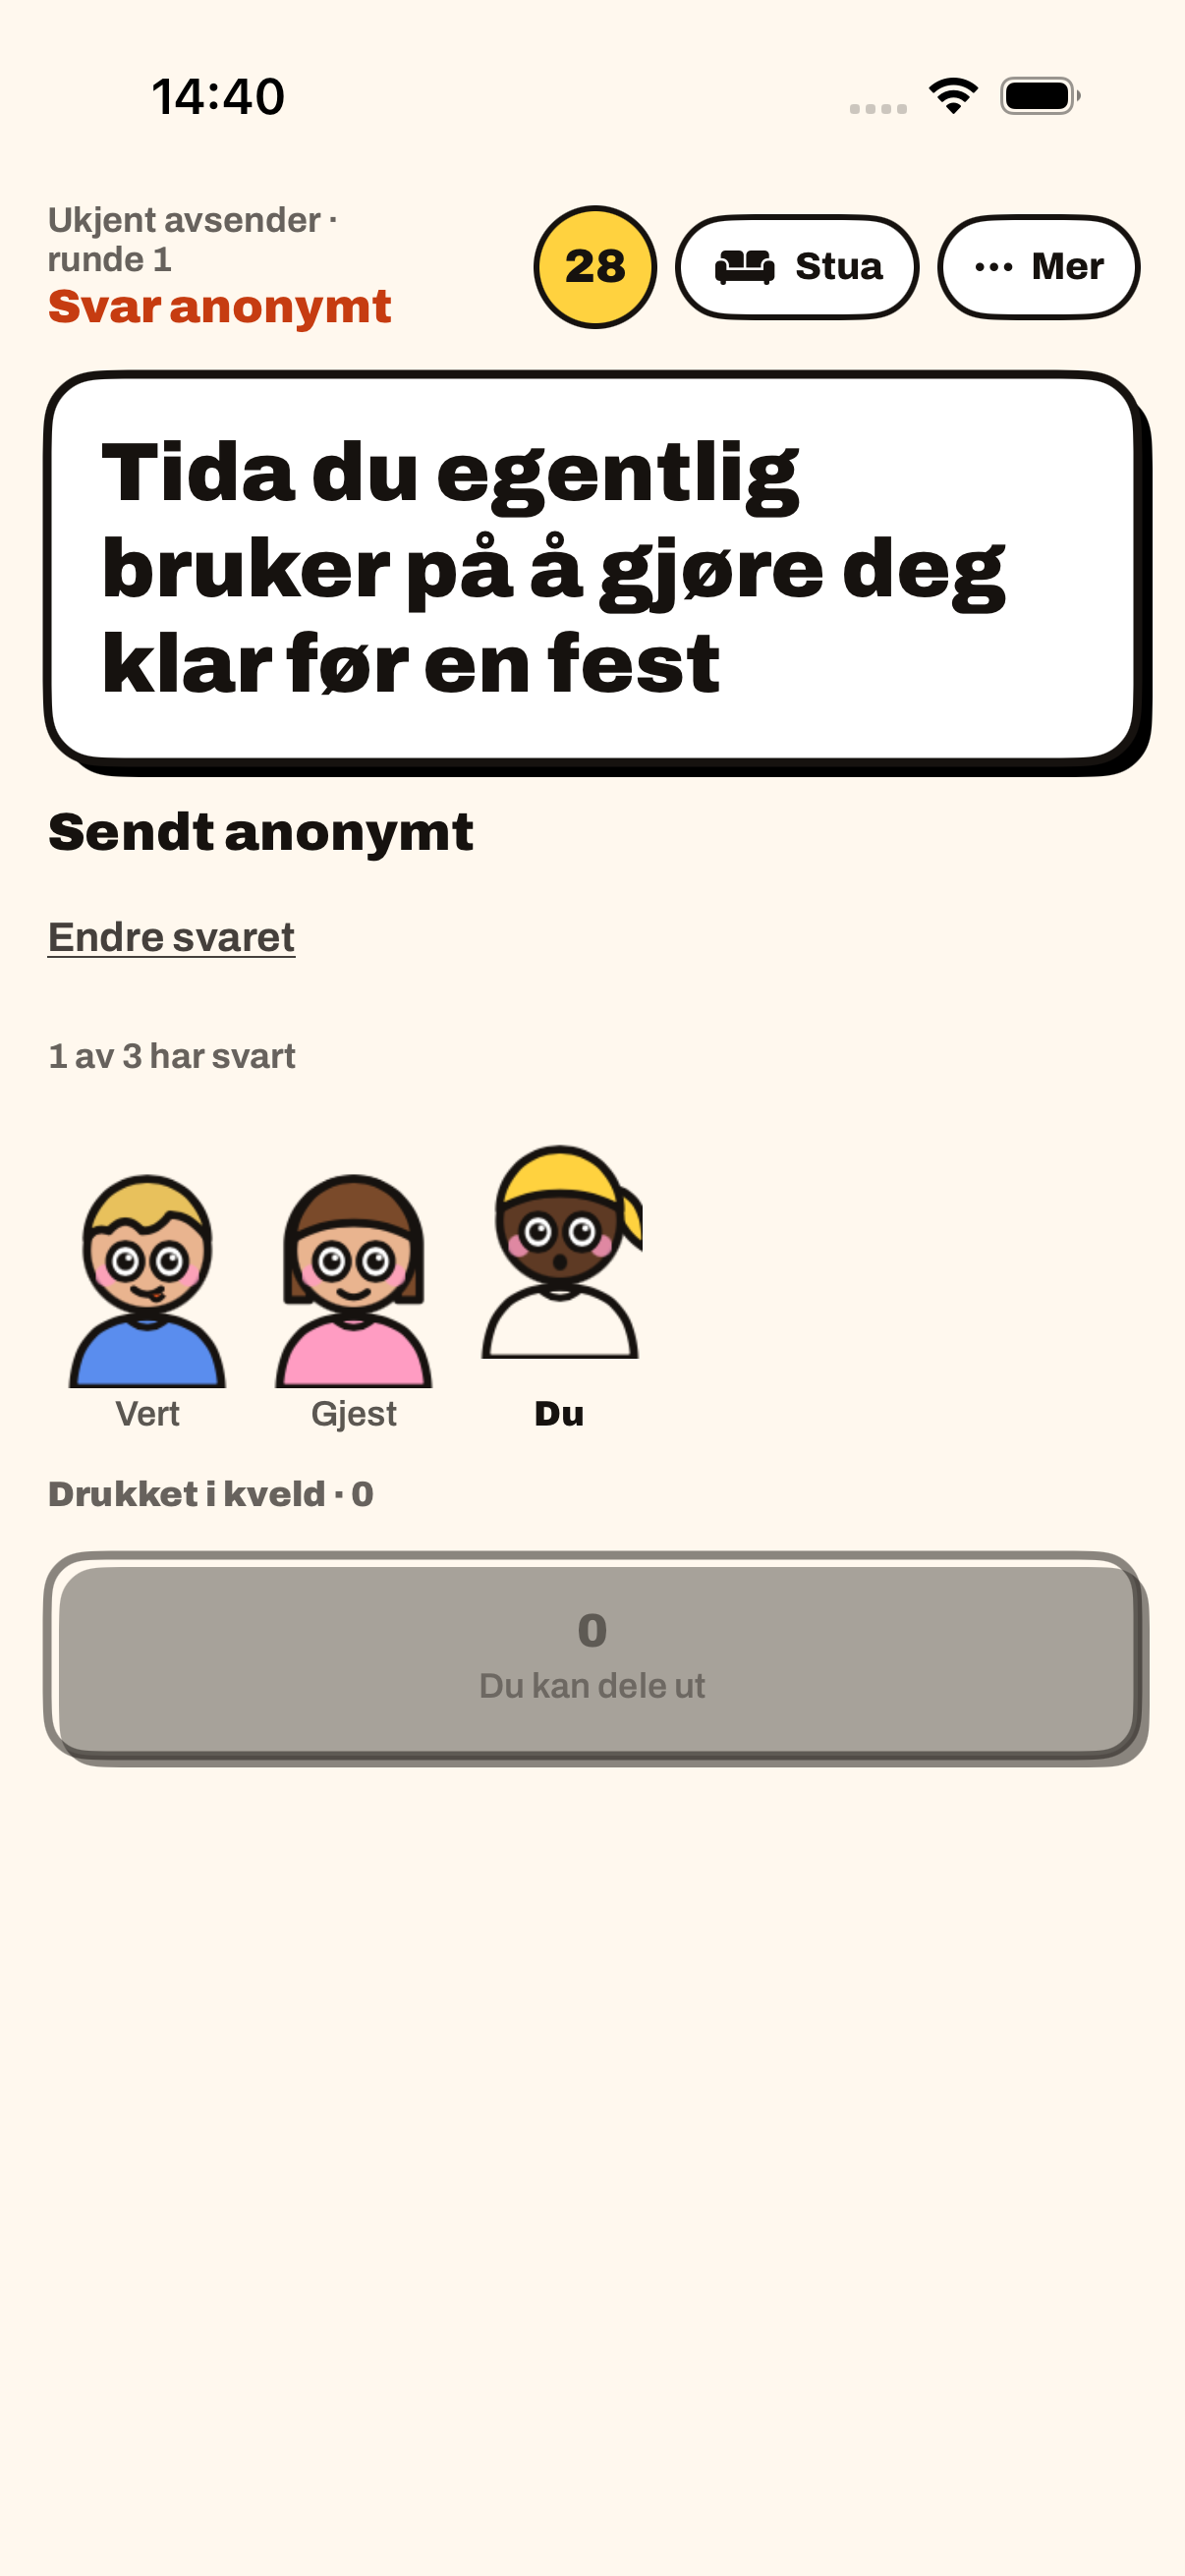 14:40
Ukjent avsender ·
runde 1
Svar anonymt
28
Stua
Mer
Tida du egentlig
bruker på å gjøre deg
klar før en fest
Sendt anonymt
Endre svaret
1 av 3 har svart
Vert
Gjest
Du
Drukket i kveld · 0
0
Du kan dele ut